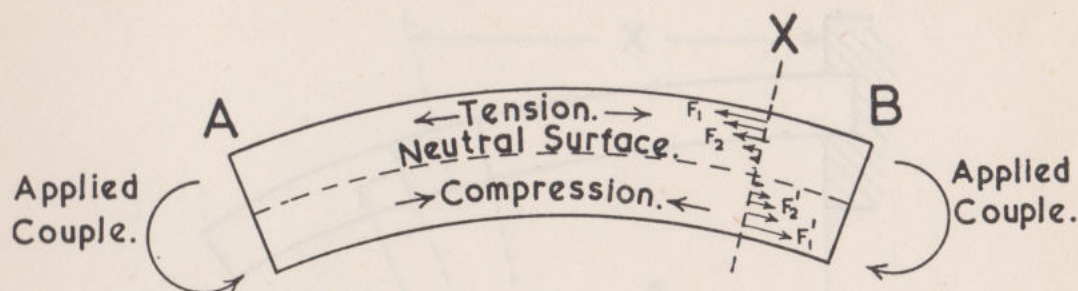 X
A
B
←Tension.→
F₁
F₂
Neutral Surface.
→Compression.←
F₂'
F₁'
Applied
Couple.
Applied
Couple.
X